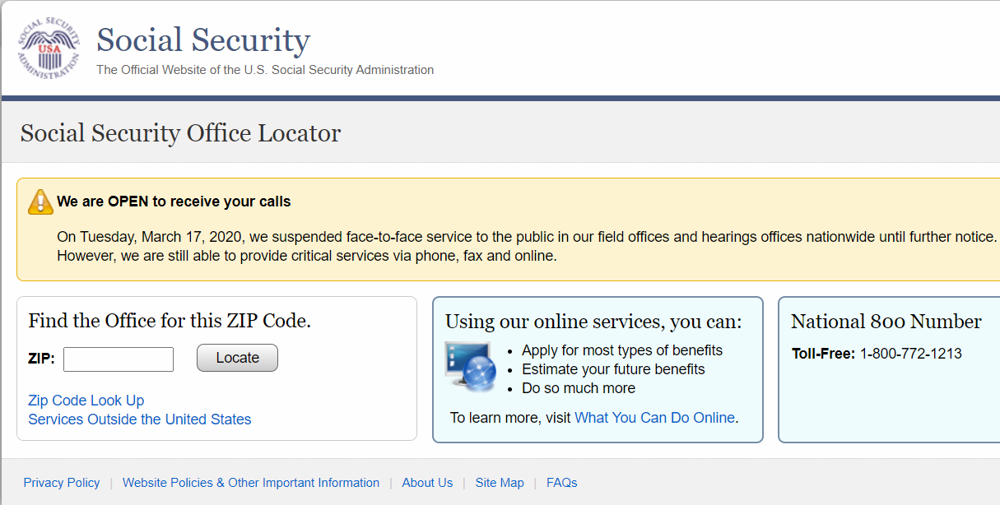 SOCIAL SECURITY ADMINISTRATION
USA
Social Security
The Official Website of the U.S. Social Security Administration
Social Security Office Locator
We are OPEN to receive your calls
On Tuesday, March 17, 2020, we suspended face-to-face service to the public in our field offices and hearings offices nationwide until further notice.
However, we are still able to provide critical services via phone, fax and online.
Find the Office for this ZIP Code.
ZIP:
Locate
Zip Code Look Up
Services Outside the United States
Using our online services, you can:
• Apply for most types of benefits
• Estimate your future benefits
• Do so much more
To learn more, visit What You Can Do Online.
National 800 Number
Toll-Free: 1-800-772-1213
Privacy Policy | Website Policies & Other Important Information | About Us | Site Map | FAQs